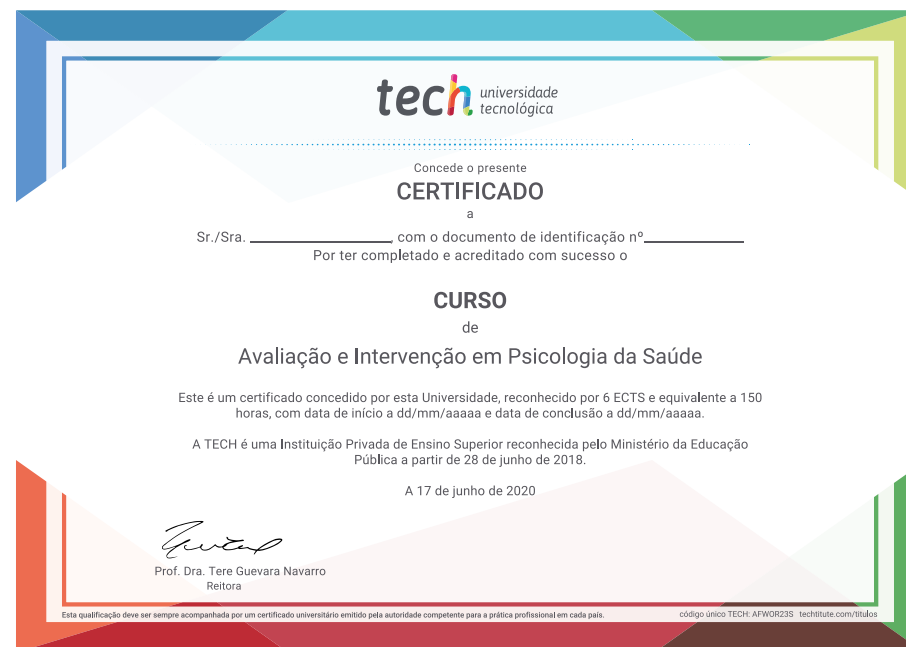 tech universidade
tecnológica
Concede o presente
CERTIFICADO
a
Sr./Sra. ____________________, com o documento de identificação nº______________
Por ter completado e acreditado com sucesso o
CURSO
de
Avaliação e Intervenção em Psicologia da Saúde
Este é um certificado concedido por esta Universidade, reconhecido por 6 ECTS e equivalente a 150
horas, com data de início a dd/mm/aaaaa e data de conclusão a dd/mm/aaaaa.
A TECH é uma Instituição Privada de Ensino Superior reconhecida pelo Ministério da Educação
Pública a partir de 28 de junho de 2018.
A 17 de junho de 2020
Prof. Dra. Tere Guevara Navarro
Reitora
Esta qualificação deve ser sempre acompanhada por um certificado universitário emitido pela autoridade competente para a prática profissional em cada país.
código único TECH: AFWOR23S techtitute.com/titulos